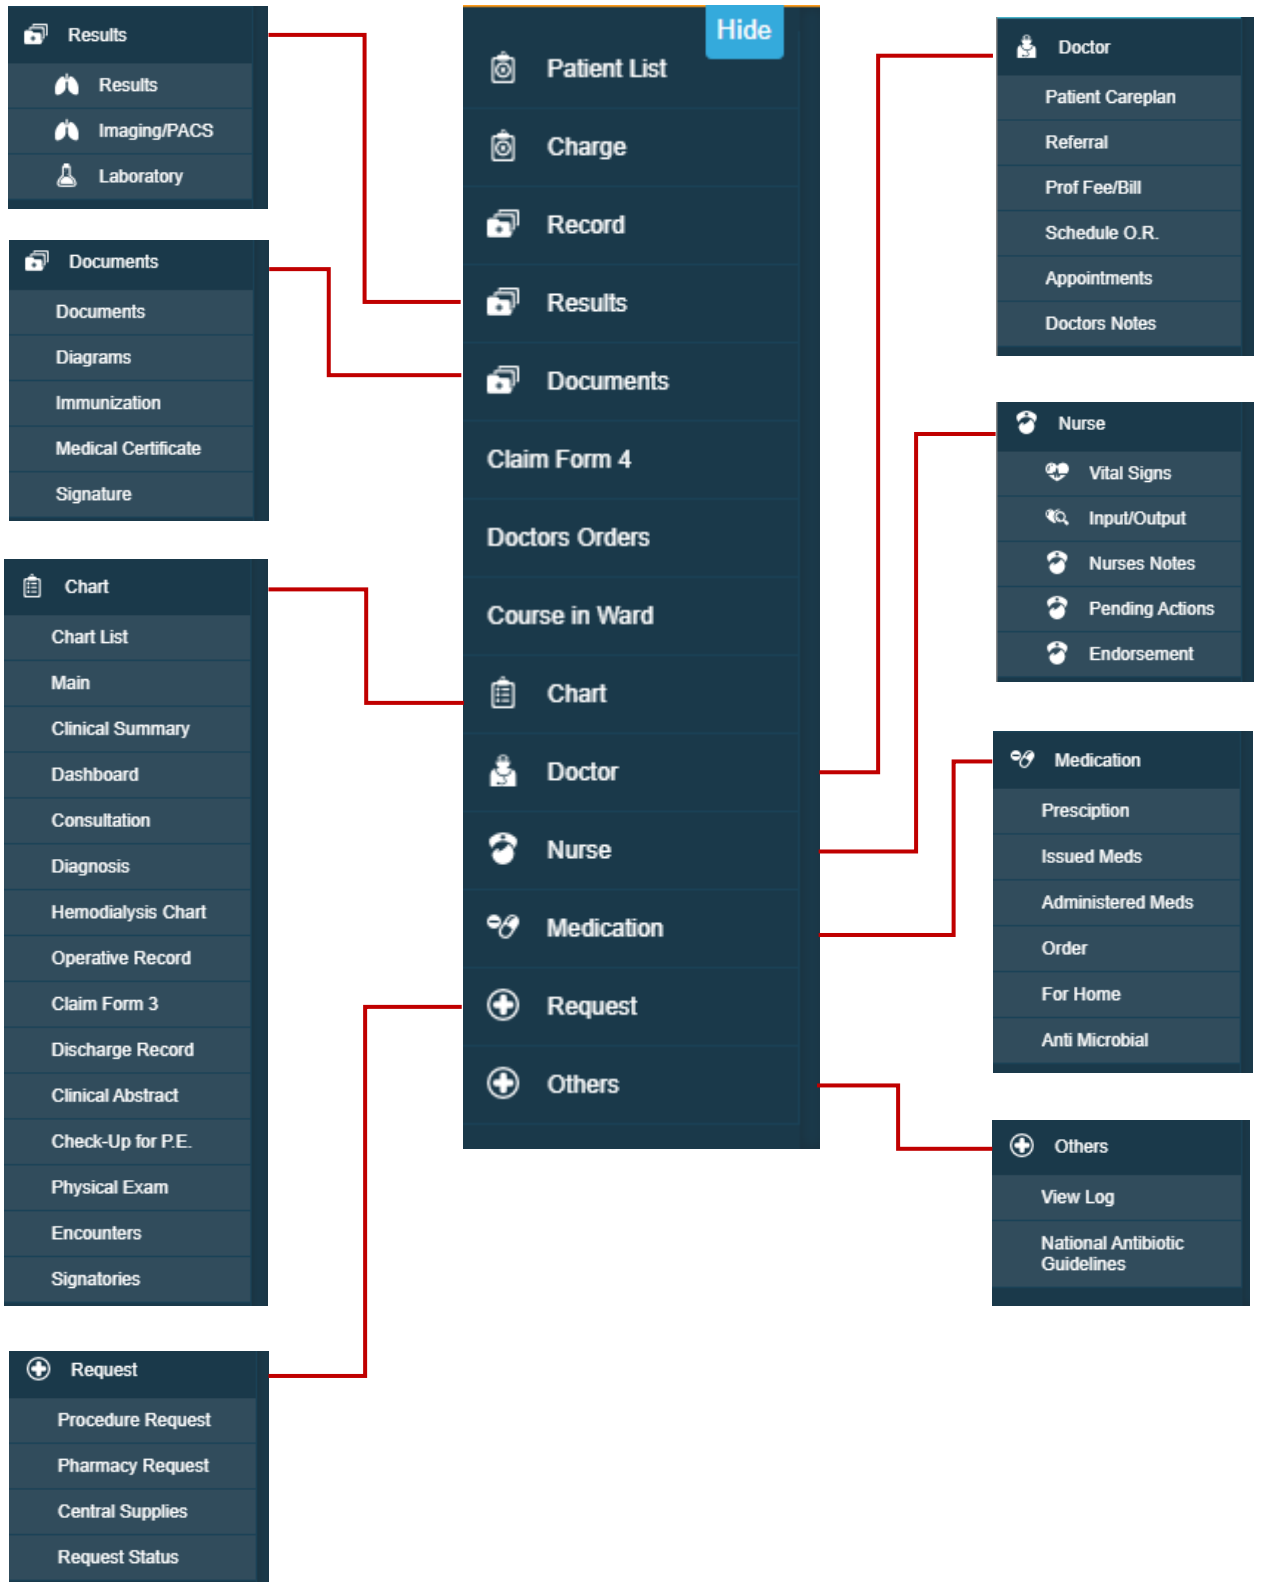 Results
Results
Imaging/PACS
Laboratory
Documents
Documents
Diagrams
Immunization
Medical Certificate
Signature
Chart
Chart List
Main
Clinical Summary
Dashboard
Consultation
Diagnosis
Hemodialysis Chart
Operative Record
Claim Form 3
Discharge Record
Clinical Abstract
Check-Up for P.E.
Physical Exam
Encounters
Signatories
Request
Procedure Request
Pharmacy Request
Central Supplies
Request Status
Hide
Patient List
Charge
Record
Results
Documents
Claim Form 4
Doctors Orders
Course in Ward
Chart
Doctor
Nurse
Medication
Request
Others
Doctor
Patient Careplan
Referral
Prof Fee/Bill
Schedule O.R.
Appointments
Doctors Notes
Nurse
Vital Signs
Input/Output
Nurses Notes
Pending Actions
Endorsement
Medication
Presciption
Issued Meds
Administered Meds
Order
For Home
Anti Microbial
Others
View Log
National Antibiotic
Guidelines